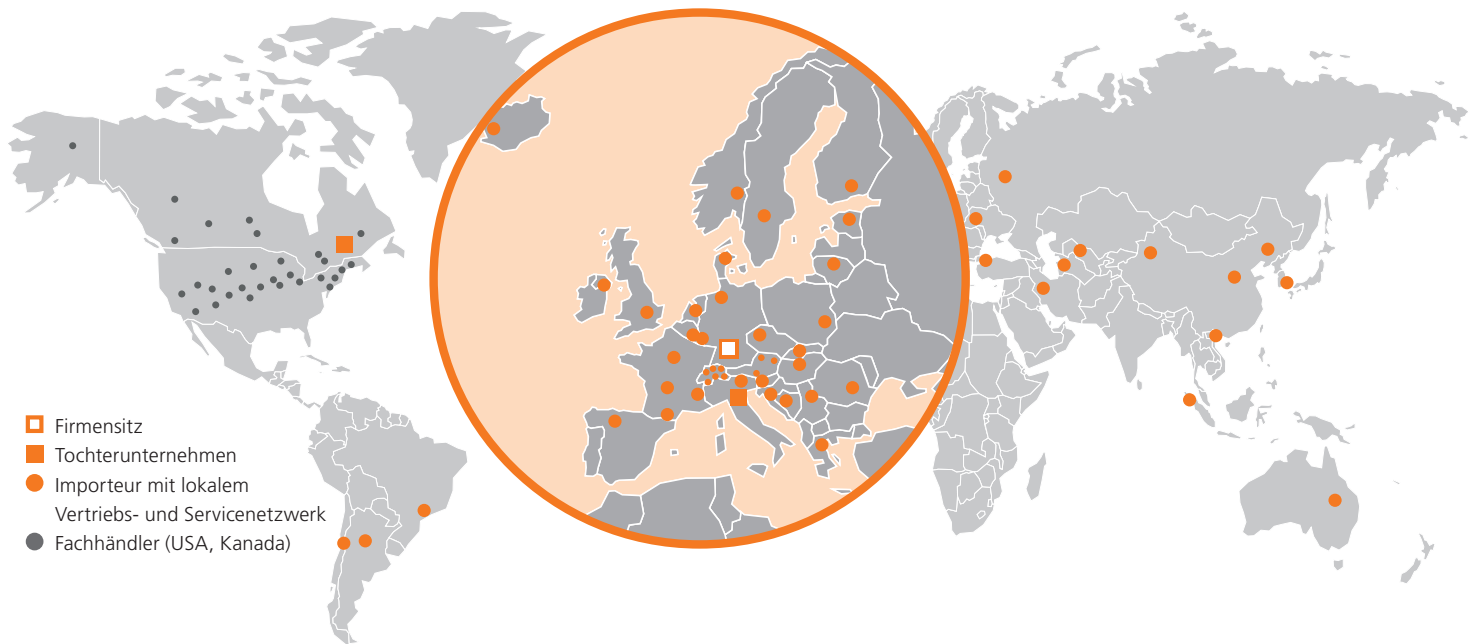 Firmensitz
Tochterunternehmen
Importeur mit lokalem
Vertriebs- und Servicenetzwerk
Fachhändler (USA, Kanada)